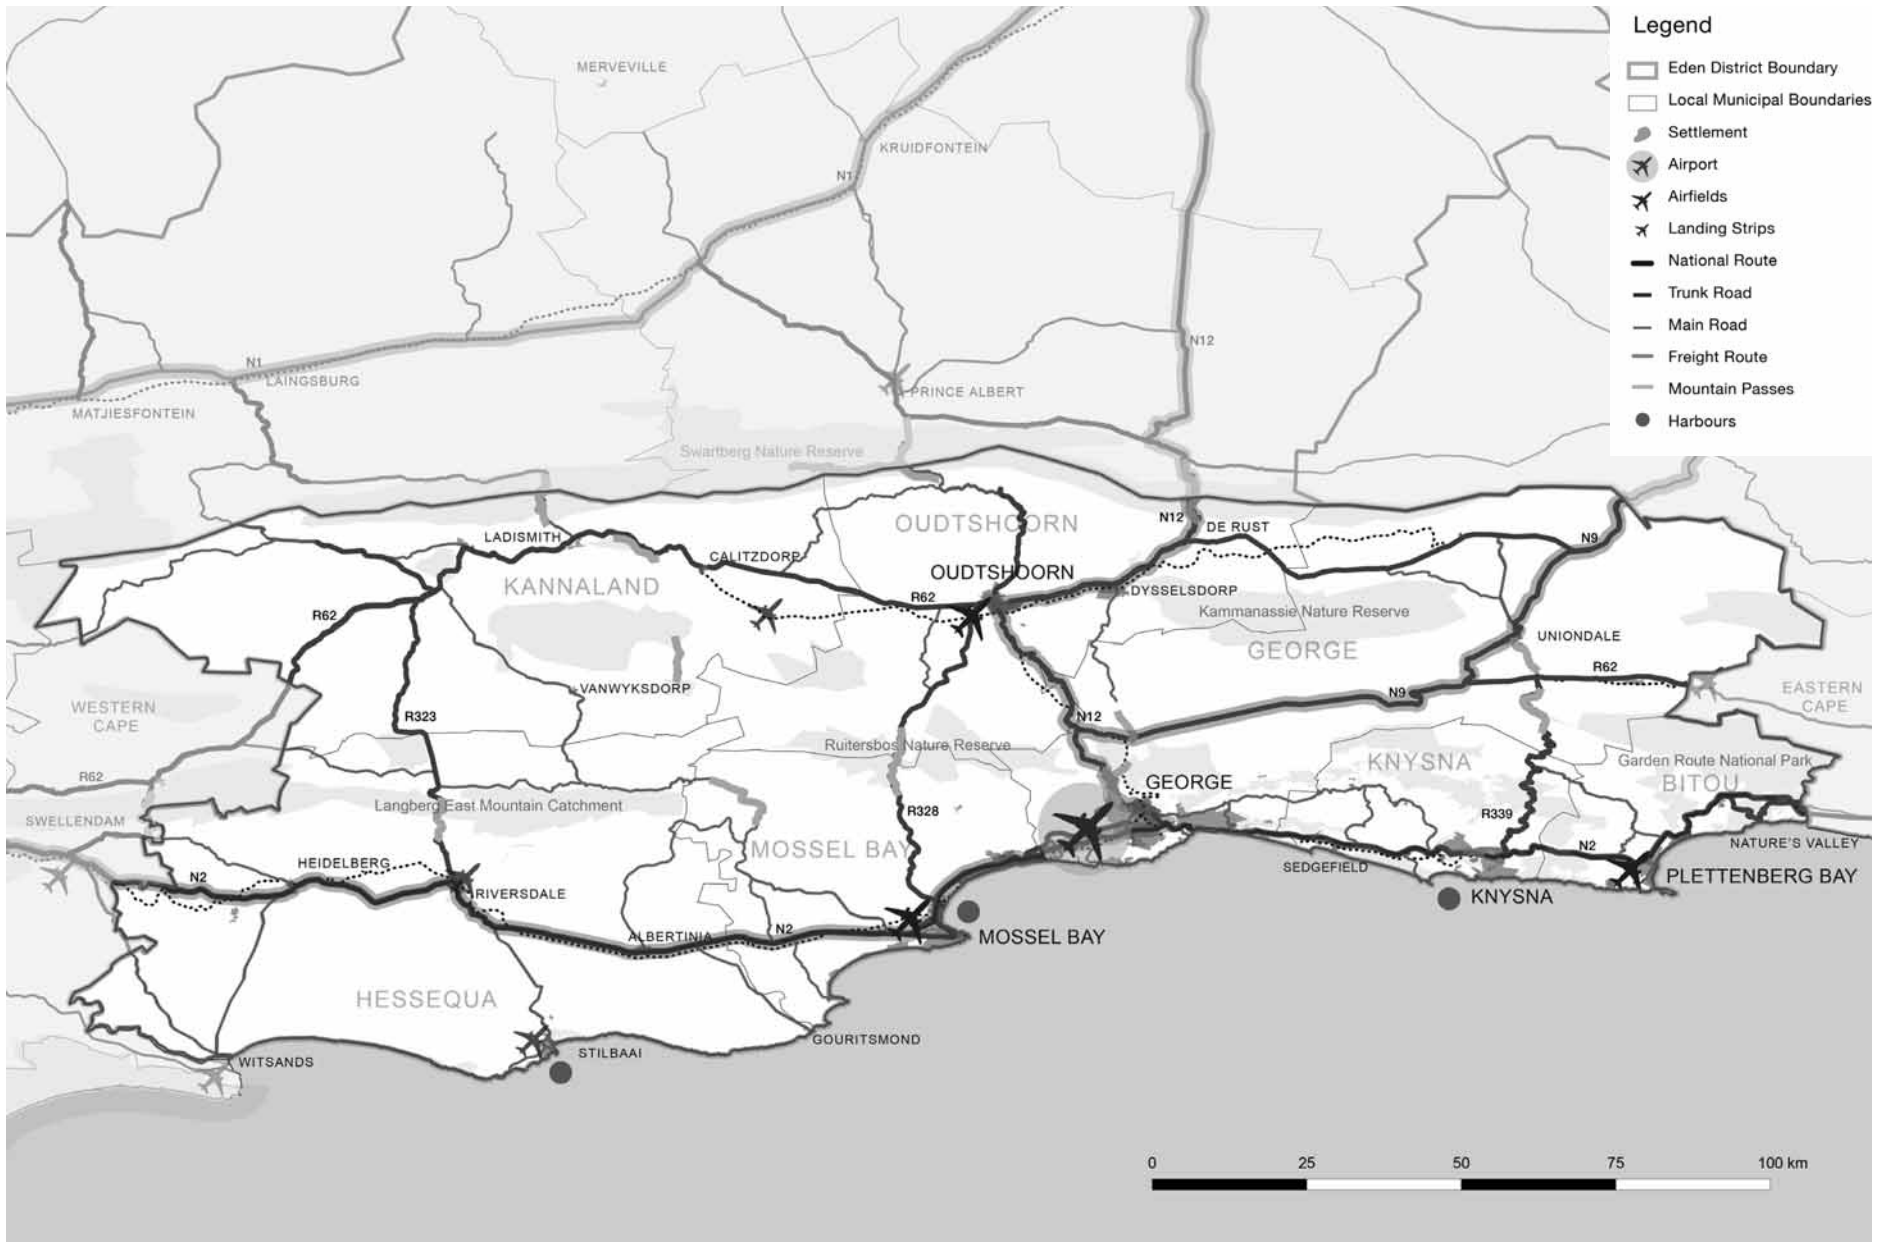 Legend
Eden District Boundary
Local Municipal Boundaries
Settlement
Airport
Airfields
Landing Strips
National Route
Trunk Road
Main Road
Freight Route
Mountain Passes
Harbours
MERVEVILLE
KRUIDFONTEIN
N1
N12
N1
LAINGSBURG
MATJIESFONTEIN
PRINCE ALBERT
Swartberg Nature Reserve
OUDTSHOORN
N12
DE RUST
N9
LADISMITH
CALITZDORP
KANNALAND
OUDTSHOORN
R62
DYSSELSDORP
Kammanassie Nature Reserve
R62
UNIONDALE
GEORGE
R62
VANWYKSDORP
N9
EASTERN
CAPE
WESTERN
CAPE
R323
N12
Ruitersbos Nature Reserve
KNYSNA
Garden Route National Park
BITOU
R62
GEORGE
Langberg East Mountain Catchment
R328
R339
SWELLENDAM
MOSSEL BAY
N2
NATURE'S VALLEY
HEIDELBERG
SEDGEFIELD
N2
RIVERSDALE
PLETTENBERG BAY
KNYSNA
ALBERTINIA
N2
MOSSEL BAY
HESSEQUA
GOURITSMOND
STILBAAI
WITSANDS
0 25 50 75 100 km